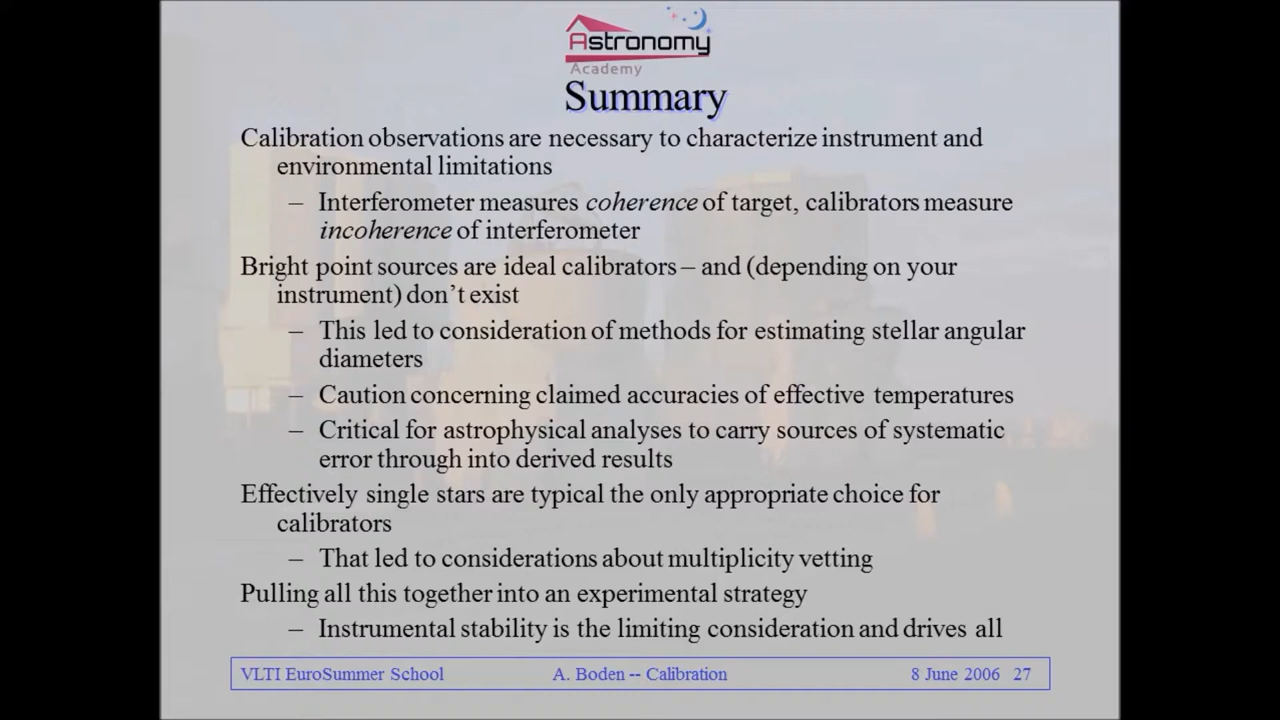 Astronomy
Academy
Summary
Calibration observations are necessary to characterize instrument and
environmental limitations
– Interferometer measures coherence of target, calibrators measure
incoherence of interferometer
Bright point sources are ideal calibrators – and (depending on your
instrument) don’t exist
– This led to consideration of methods for estimating stellar angular
diameters
– Caution concerning claimed accuracies of effective temperatures
– Critical for astrophysical analyses to carry sources of systematic
error through into derived results
Effectively single stars are typical the only appropriate choice for
calibrators
– That led to considerations about multiplicity vetting
Pulling all this together into an experimental strategy
– Instrumental stability is the limiting consideration and drives all
VLTI EuroSummer School A. Boden -- Calibration 8 June 2006 27